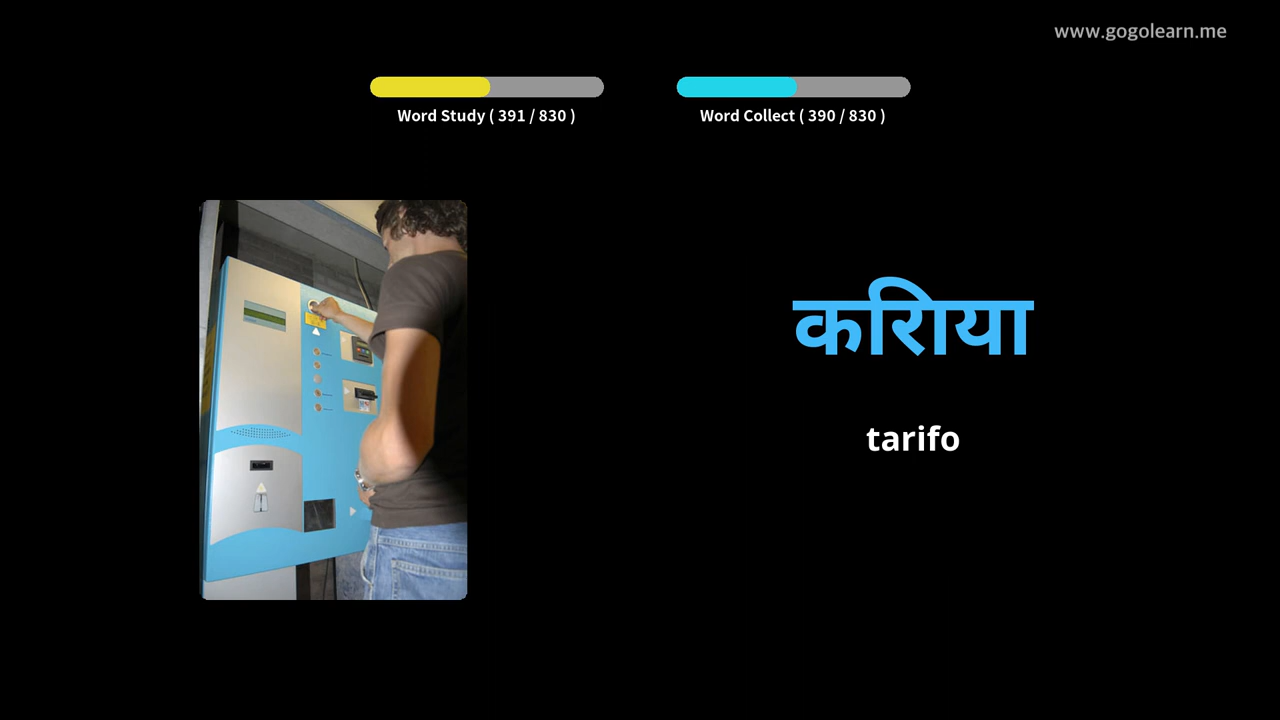 www.gogolearn.me
Word Study ( 391 / 830 )
Word Collect ( 390 / 830 )
करिाया
tarifo